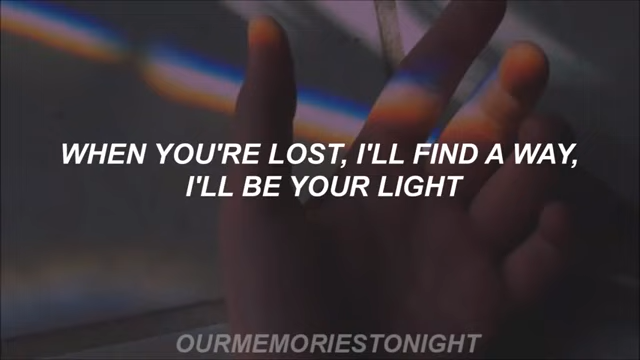 WHEN YOU'RE LOST, I'LL FIND A WAY,
I'LL BE YOUR LIGHT
OURMEMORIESTONIGHT